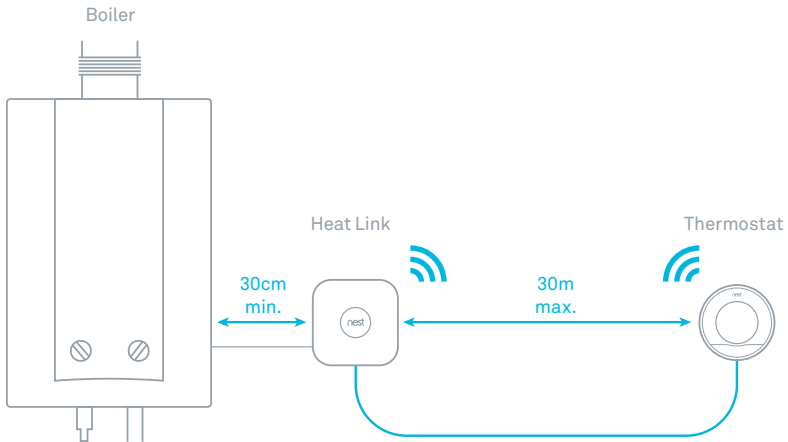 Boiler
Heat Link
Thermostat
30cm
min.
30m
max.
nest
nest